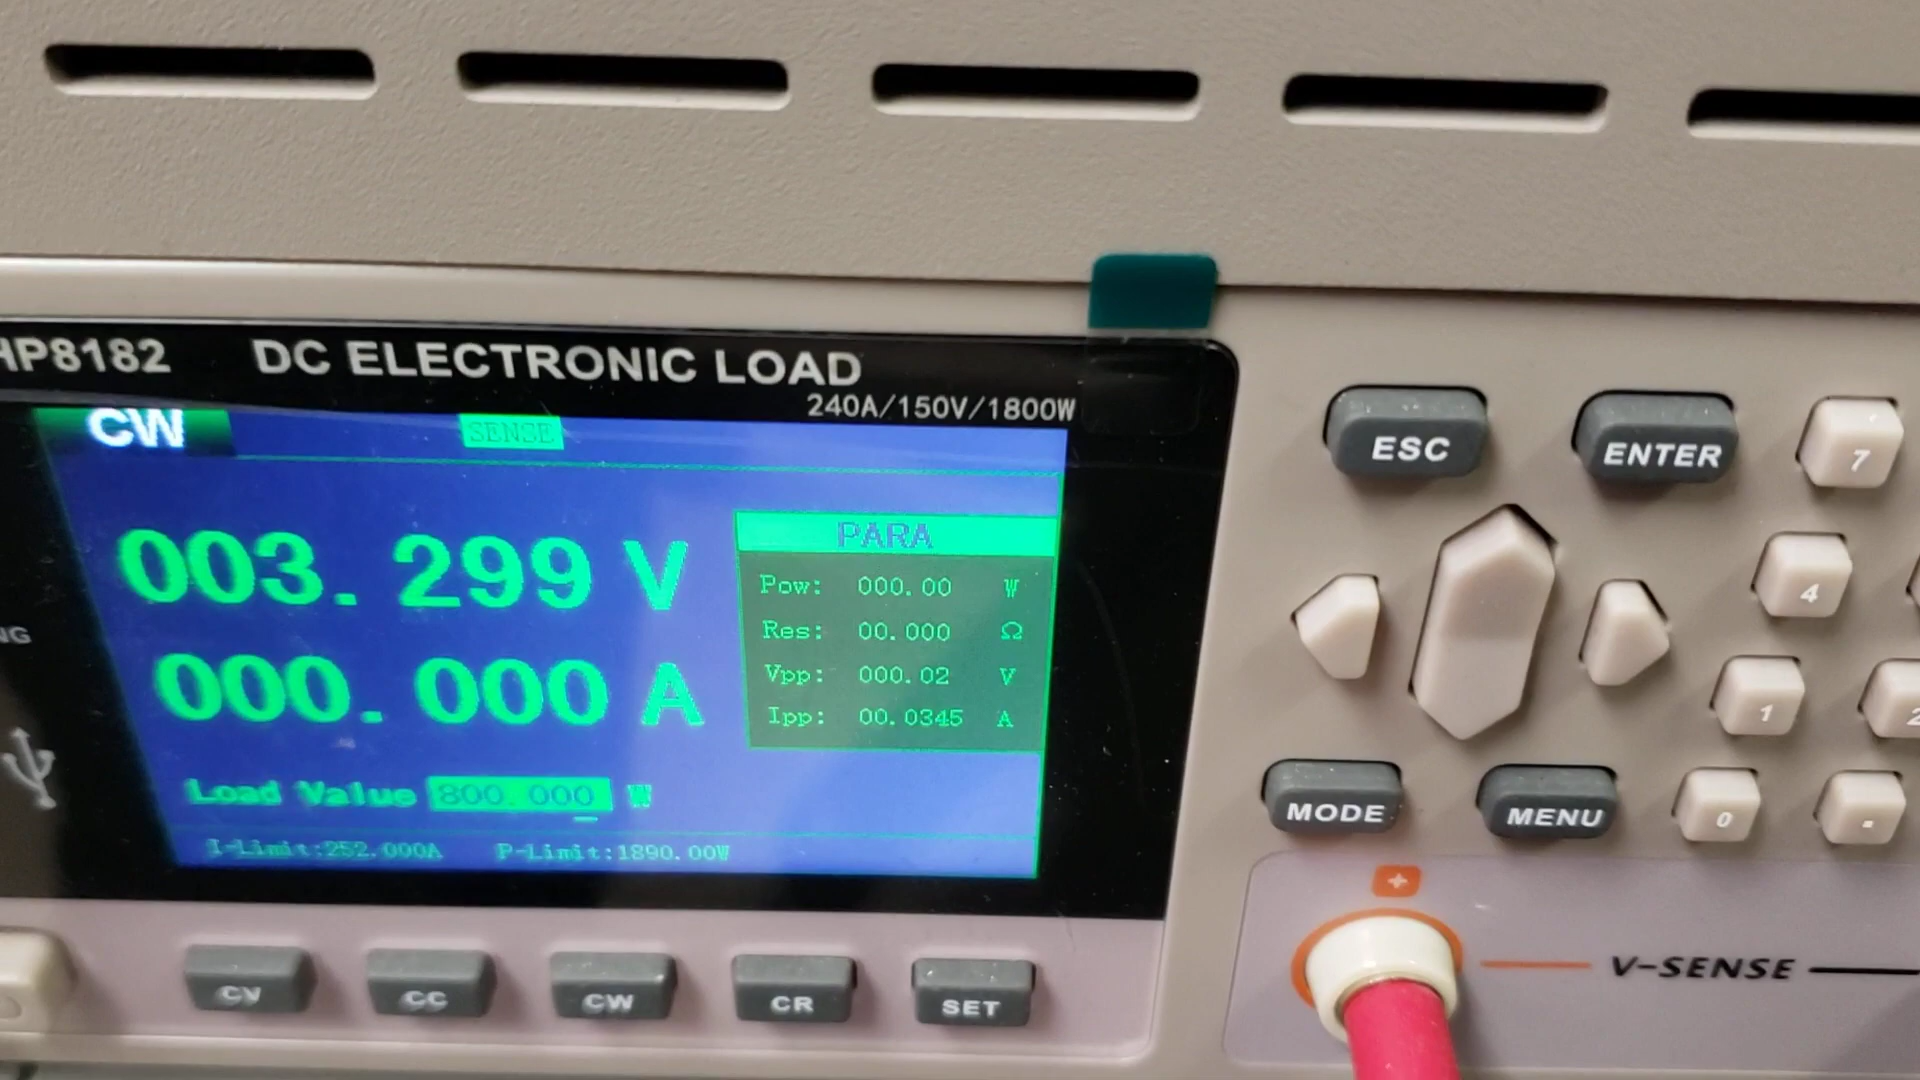 HP8182 DC ELECTRONIC LOAD
240A/150V/1800W
CW SENSE
003.299 V
000.000 A
PARA
Pow: 000.00 W
Res: 00.000 Ω
Vpp: 000.02 V
Ipp: 00.0345 A
Load Value 800.000 W
I-Limit:252.000A P-Limit:1890.00W
NG
CV CC CW CR SET
ESC ENTER 7
4
1 2
MODE MENU 0 .
+
V-SENSE